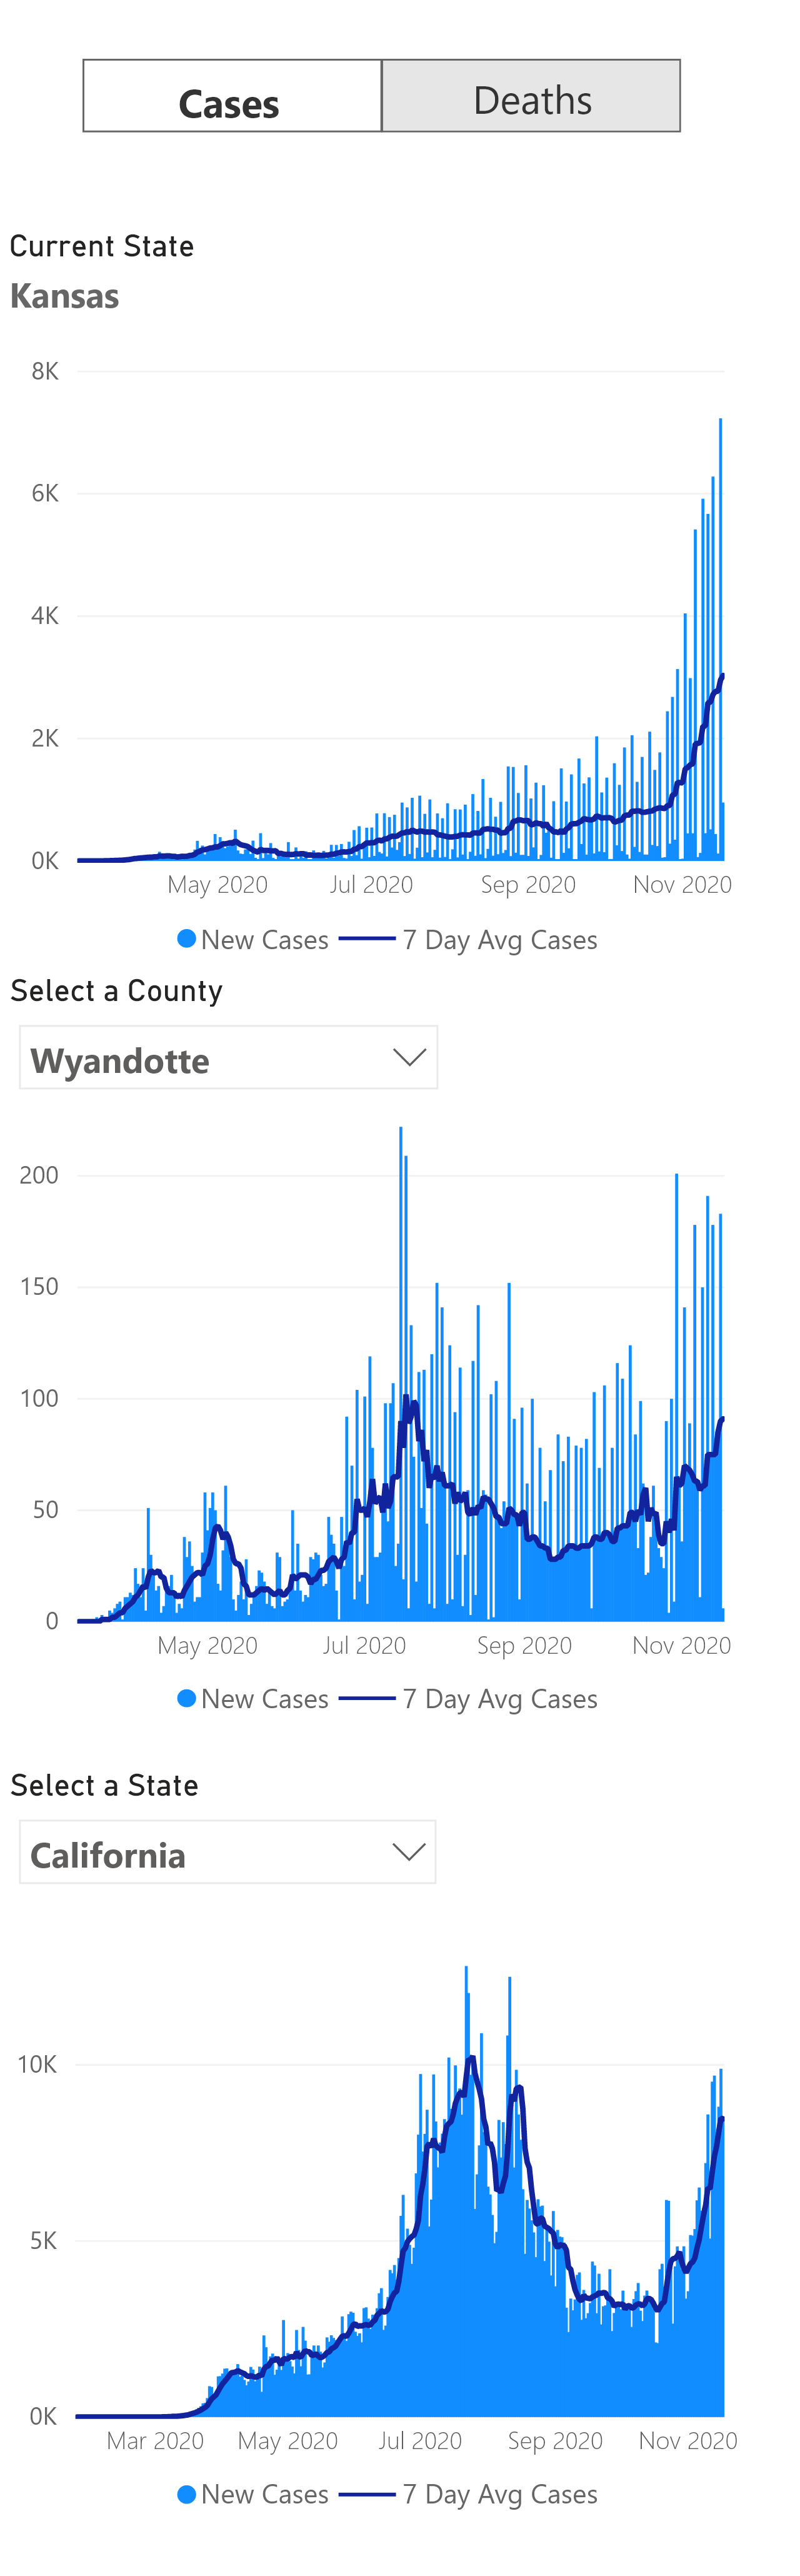 Cases Deaths
Current State
Kansas
8K
6K
4K
2K
0K
May 2020 Jul 2020 Sep 2020 Nov 2020
New Cases 7 Day Avg Cases
Select a County
Wyandotte
200
150
100
50
0
May 2020 Jul 2020 Sep 2020 Nov 2020
New Cases 7 Day Avg Cases
Select a State
California
10K
5K
0K
Mar 2020 May 2020 Jul 2020 Sep 2020 Nov 2020
New Cases 7 Day Avg Cases